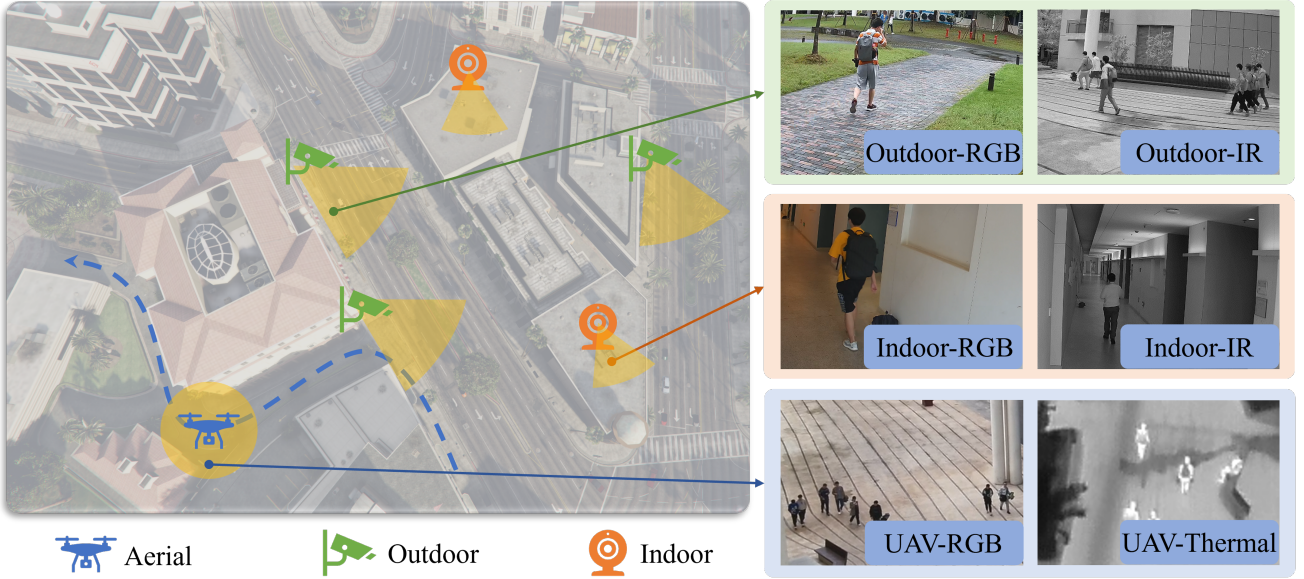 Outdoor-RGB
Outdoor-IR
Indoor-RGB
Indoor-IR
UAV-RGB
UAV-Thermal
Aerial
Outdoor
Indoor